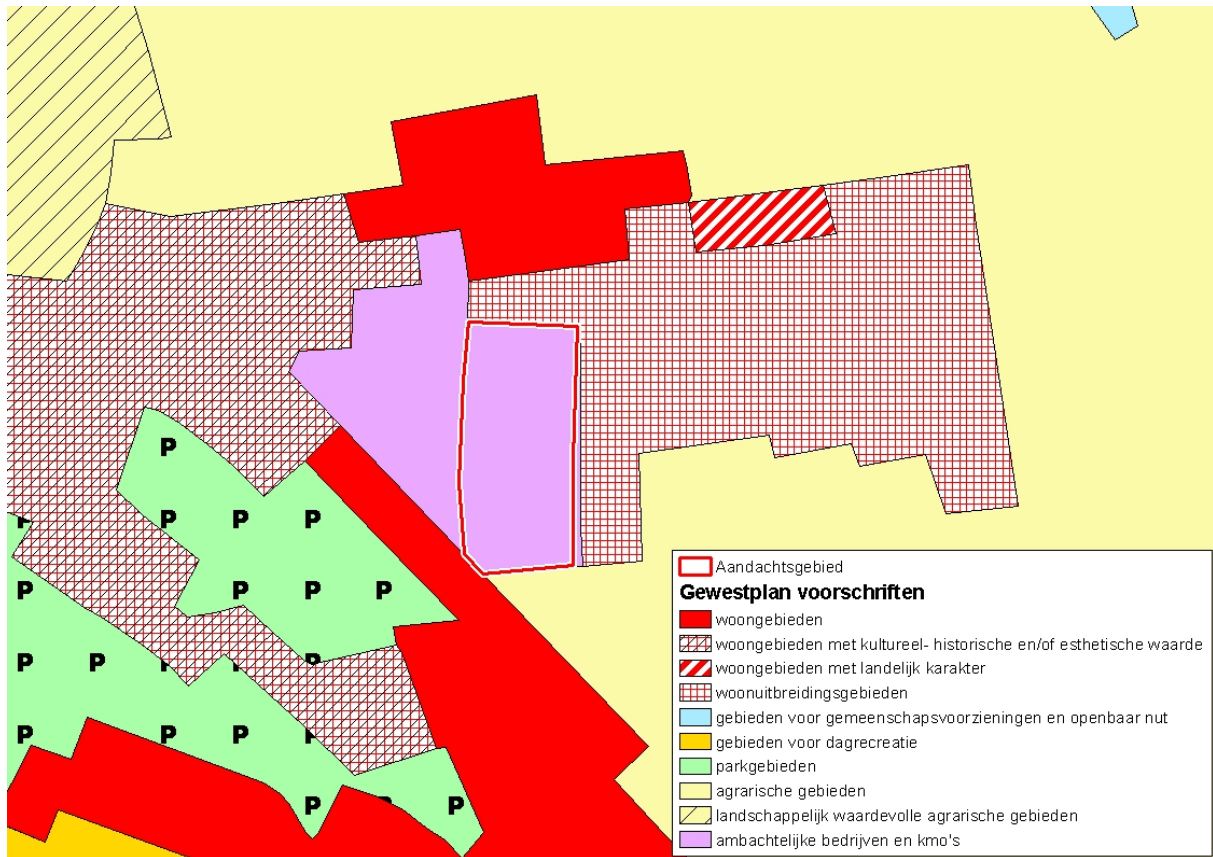 P
P P P
P P P P
P P P P P
P P P P
P P P
Aandachtsgebied
Gewestplan voorschriften
woongebieden
woongebieden met kultureel- historische en/of esthetische waarde
woongebieden met landelijk karakter
woonuitbreidingsgebieden
gebieden voor gemeenschapsvoorzieningen en openbaar nut
gebieden voor dagrecreatie
parkgebieden
agrarische gebieden
landschappelijk waardevolle agrarische gebieden
ambachtelijke bedrijven en kmo's